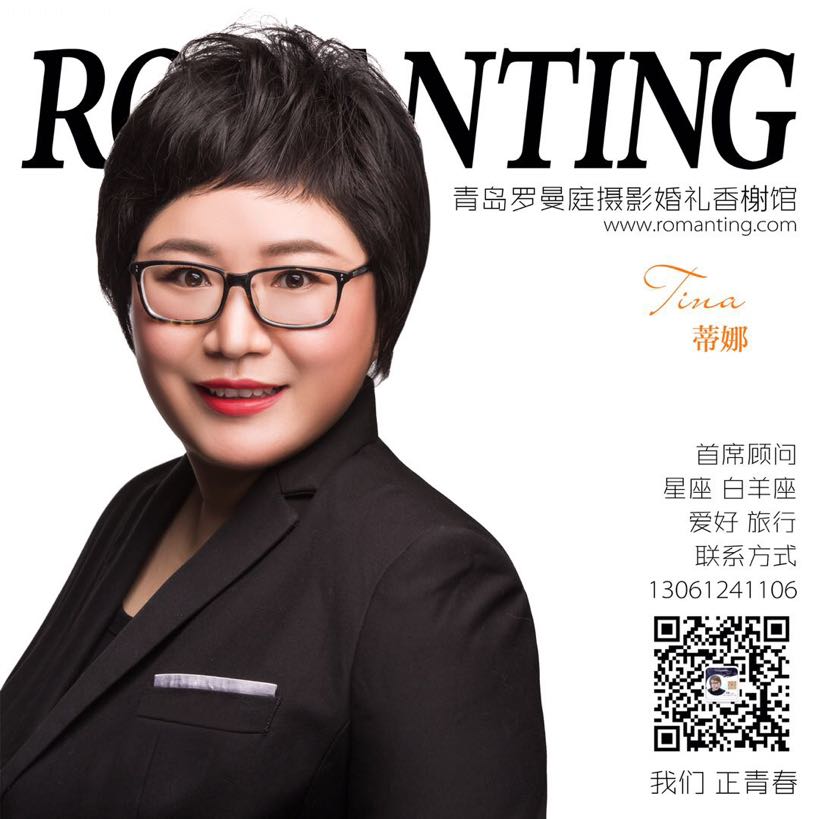 ROMANTING
青岛罗曼庭摄影婚礼香榭馆
www.romanting.com
Tina
蒂娜
首席顾问
星座 白羊座
爱好 旅行
联系方式
13061241106
我们 正青春